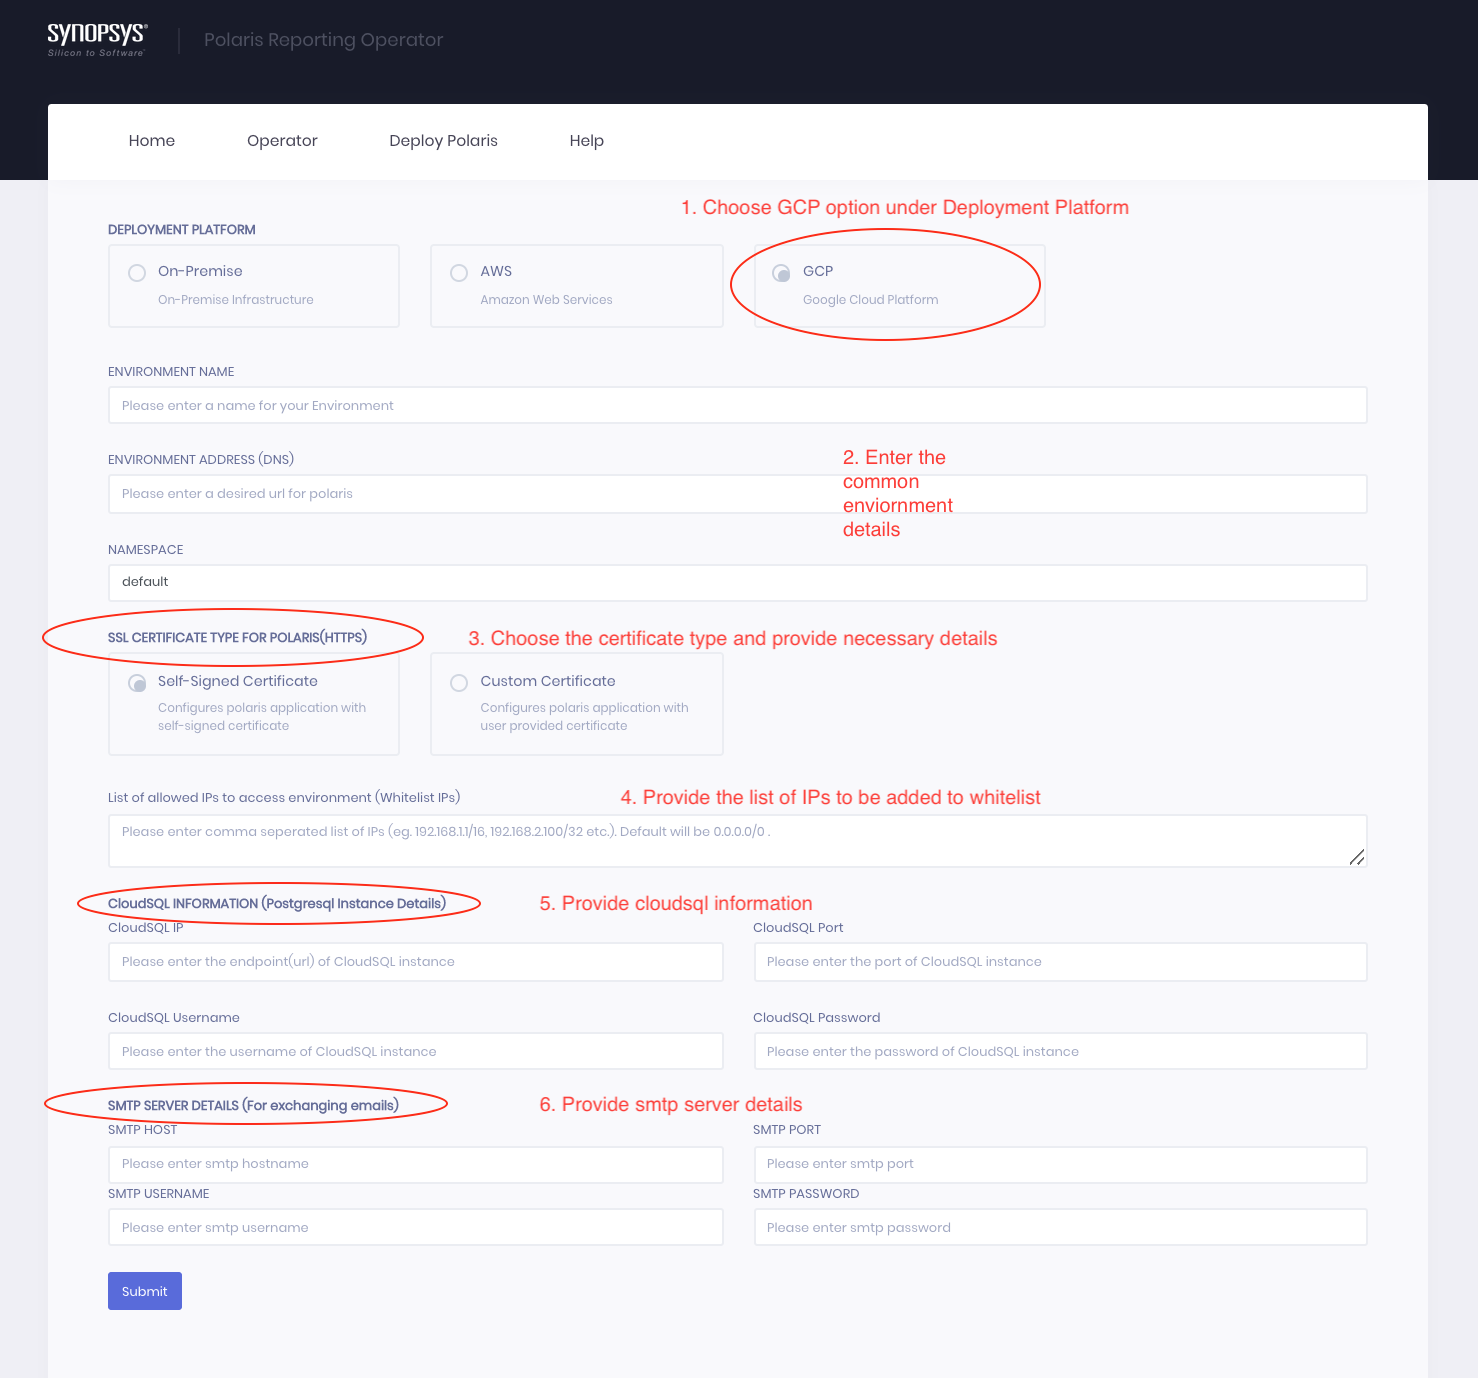 SYNOPSYS®
Silicon to Software™
Polaris Reporting Operator
Home Operator Deploy Polaris Help
1. Choose GCP option under Deployment Platform
DEPLOYMENT PLATFORM
On-Premise
On-Premise Infrastructure
AWS
Amazon Web Services
GCP
Google Cloud Platform
ENVIRONMENT NAME
Please enter a name for your Environment
ENVIRONMENT ADDRESS (DNS)
Please enter a desired url for polaris
2. Enter the
common
enviornment
details
NAMESPACE
default
SSL CERTIFICATE TYPE FOR POLARIS(HTTPS)
3. Choose the certificate type and provide necessary details
Self-Signed Certificate
Configures polaris application with
self-signed certificate
Custom Certificate
Configures polaris application with
user provided certificate
List of allowed IPs to access environment (Whitelist IPs)
4. Provide the list of IPs to be added to whitelist
Please enter comma seperated list of IPs (eg. 192.168.1.1/16, 192.168.2.100/32 etc.). Default will be 0.0.0.0/0 .
CloudSQL INFORMATION (Postgresql Instance Details)
5. Provide cloudsql information
CloudSQL IP
Please enter the endpoint(url) of CloudSQL instance
CloudSQL Port
Please enter the port of CloudSQL instance
CloudSQL Username
Please enter the username of CloudSQL instance
CloudSQL Password
Please enter the password of CloudSQL instance
SMTP SERVER DETAILS (For exchanging emails)
6. Provide smtp server details
SMTP HOST
Please enter smtp hostname
SMTP PORT
Please enter smtp port
SMTP USERNAME
Please enter smtp username
SMTP PASSWORD
Please enter smtp password
Submit